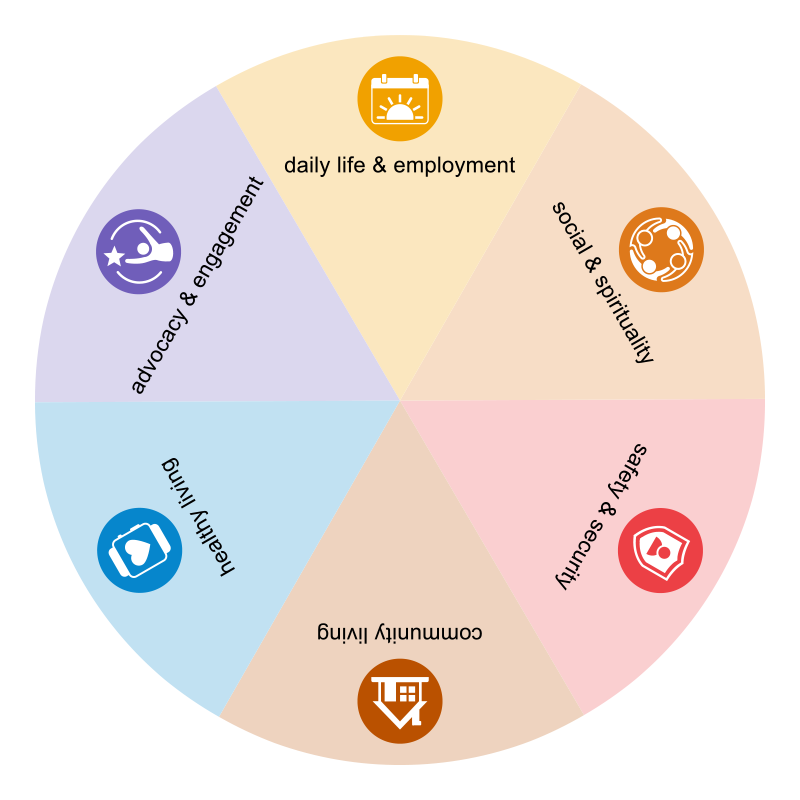 daily life & employment
social & spirituality
safety & security
community living
healthy living
advocacy & engagement